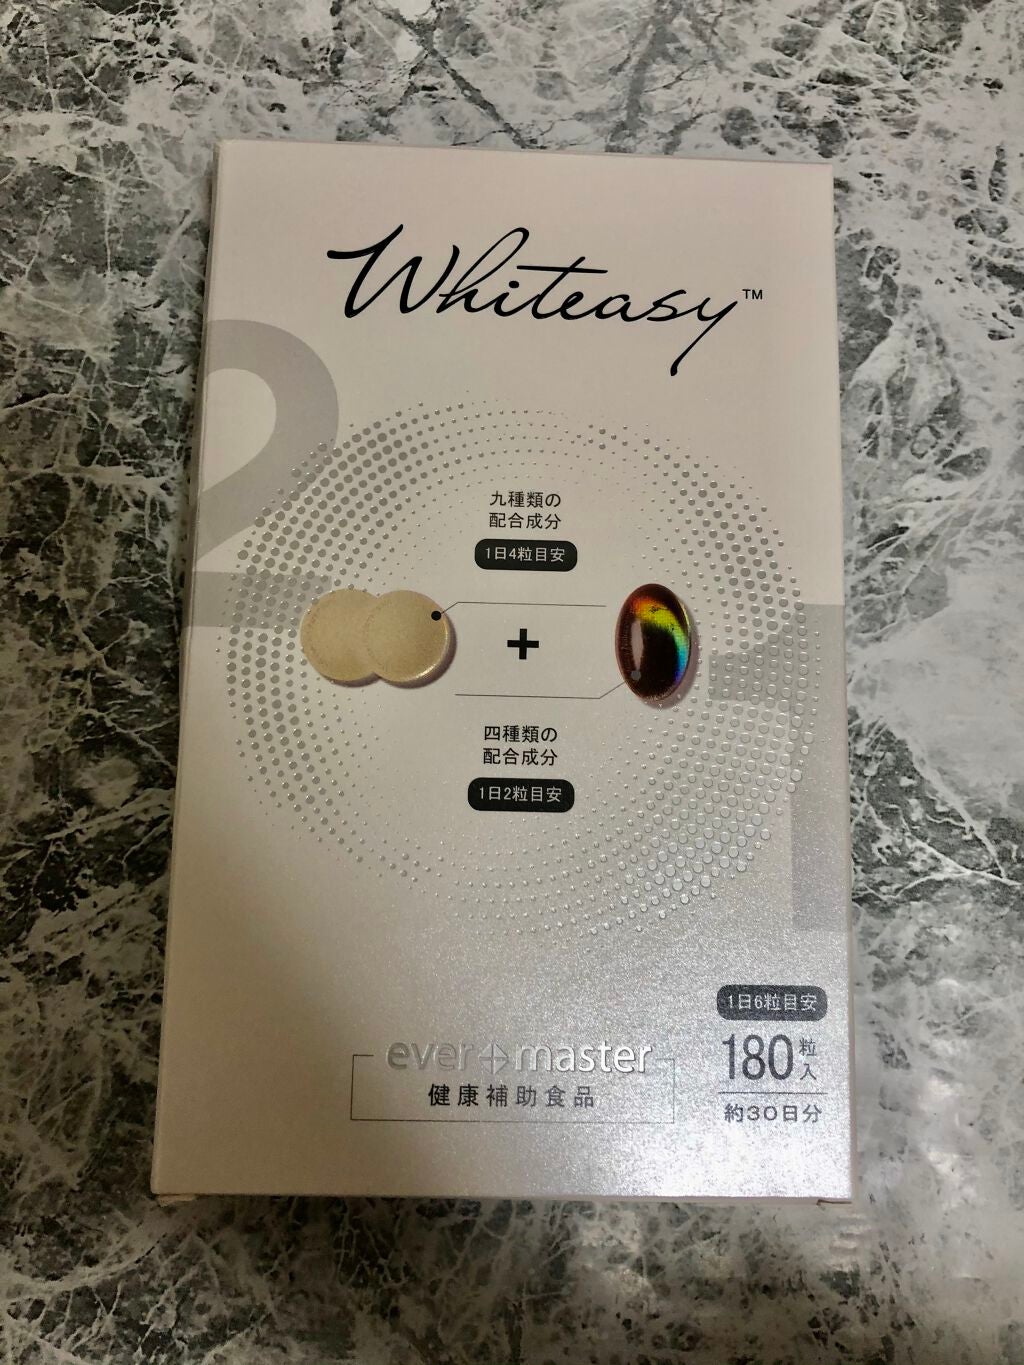 Whiteasy™
2
1
九種類の
配合成分
1日4粒目安
+
四種類の
配合成分
1日2粒目安
1日6粒目安
180粒入
約30日分
ever+master
健康補助食品